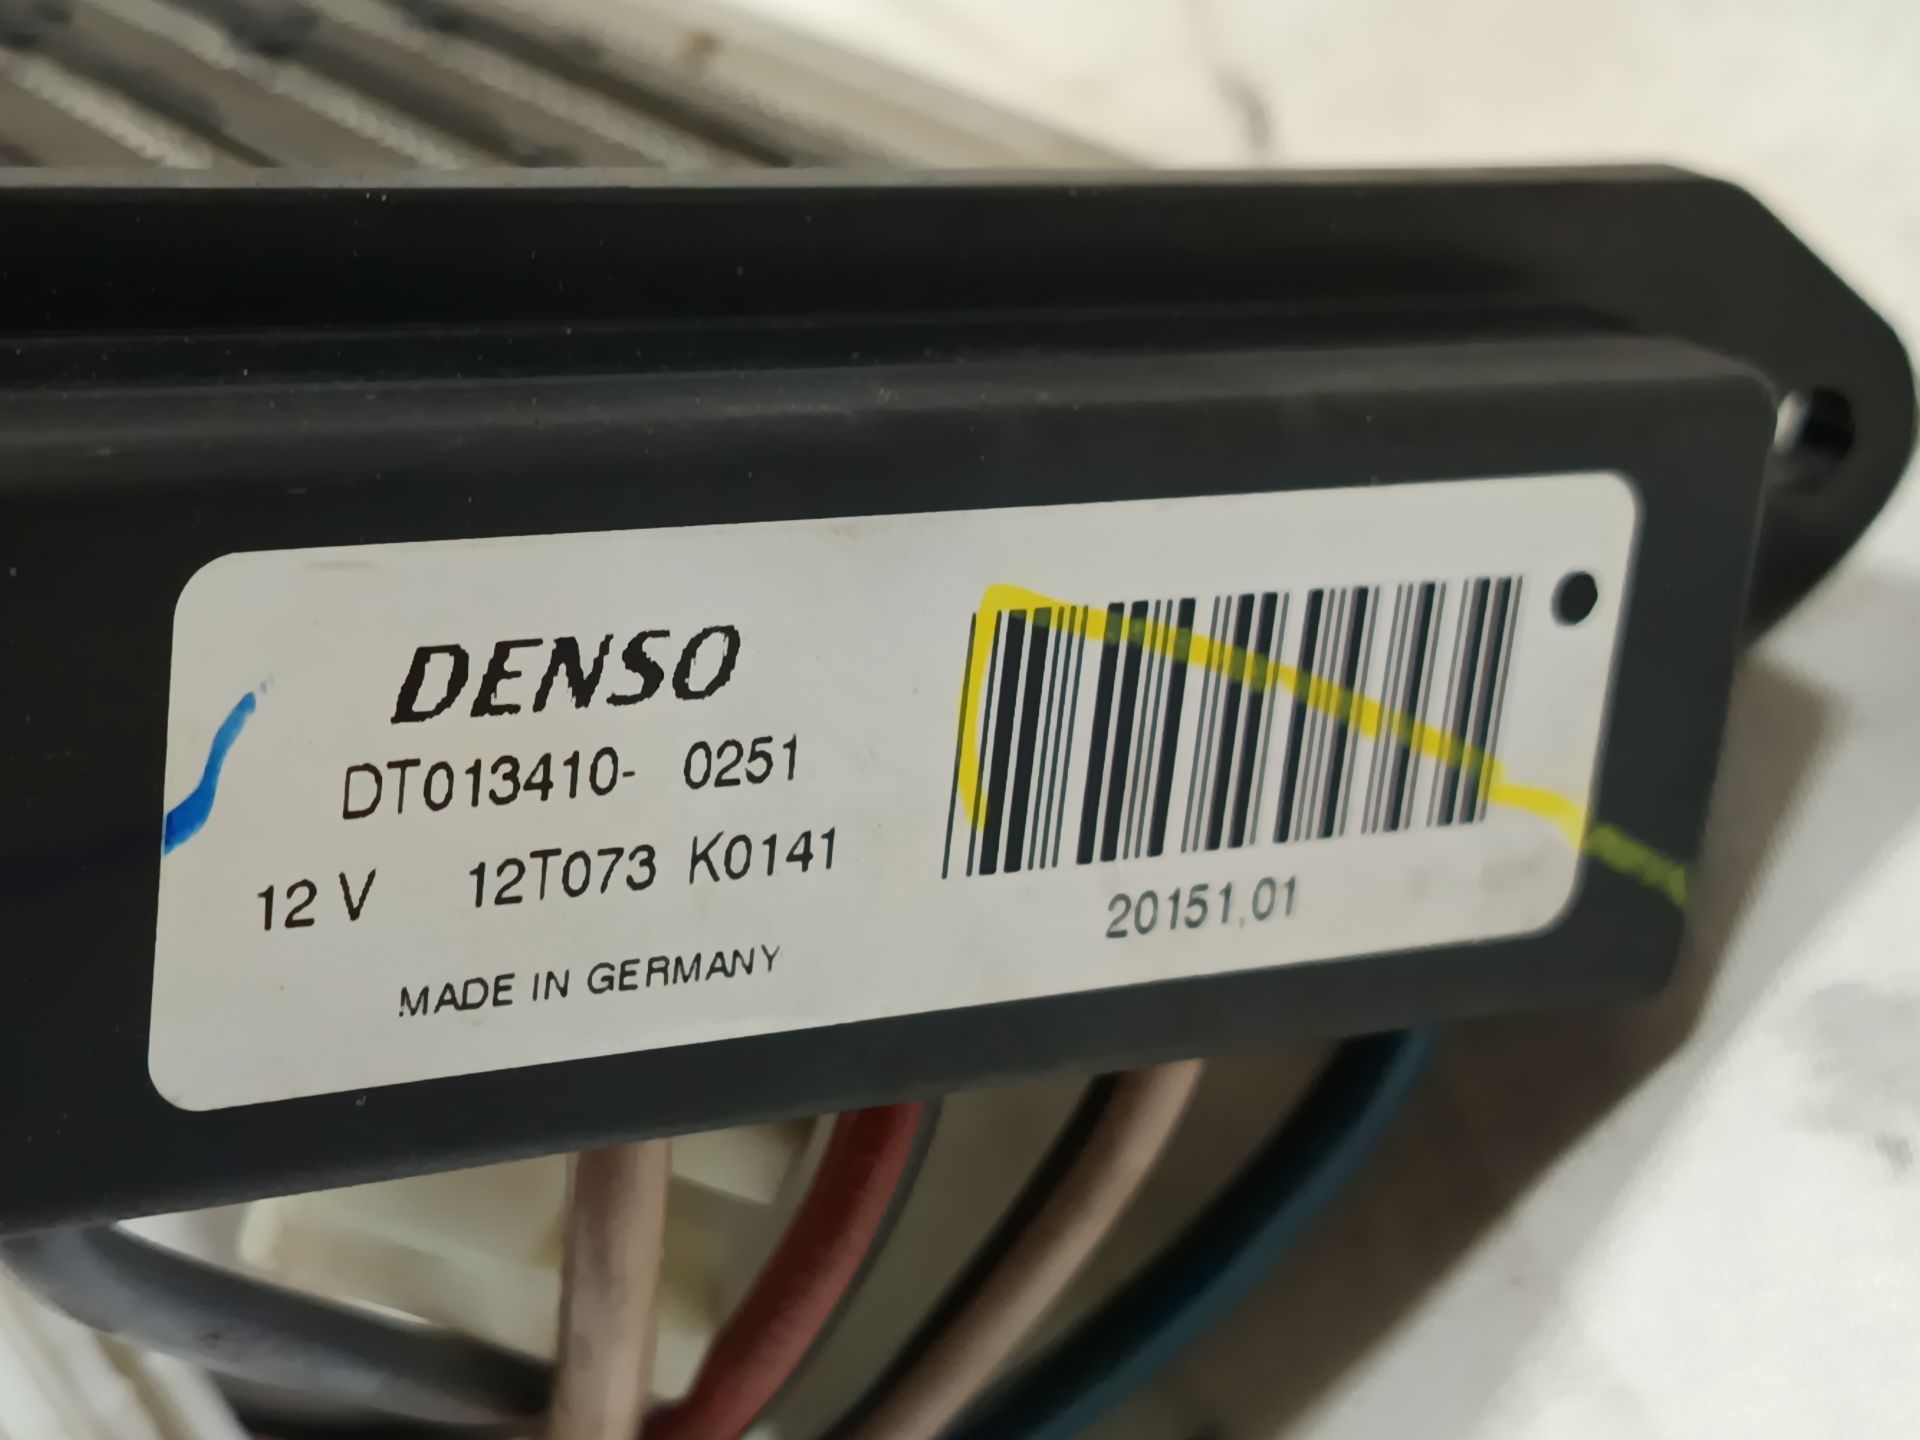 DENSO
DT013410- 0251
12 V 12T073 K0141
MADE IN GERMANY
20151.01